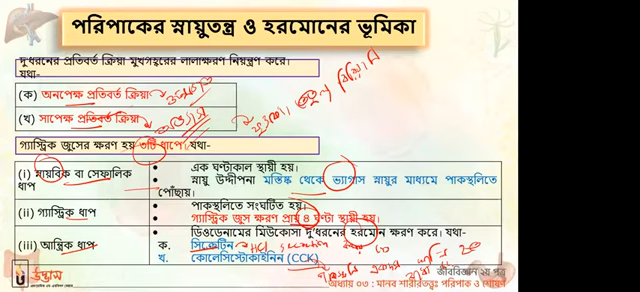 পরিপাকের স্নায়ুতন্ত্র ও হরমোনের ভূমিকা
দু'ধরনের প্রতিবর্ত ক্রিয়া মুখগহ্বরের লালাক্ষরণ নিয়ন্ত্রণ করে।
যথা-
(ক) অনপেক্ষ প্রতিবর্ত ক্রিয়া
(খ) সাপেক্ষ প্রতিবর্ত ক্রিয়া
গ্যাস্ট্রিক জুসের ক্ষরণ হয় ৩টি ধাপে। যথা-
(i) স্নায়বিক বা সেফালিক ধাপ
• এক ঘণ্টাকাল স্থায়ী হয়।
• স্নায়ু উদ্দীপনা মস্তিষ্ক থেকে ভ্যাগাস স্নায়ুর মাধ্যমে পাকস্থলিতে
পৌঁছায়।
(ii) গ্যাস্ট্রিক ধাপ
• পাকস্থলিতে সংঘটিত হয়।
• গ্যাস্ট্রিক জুস ক্ষরণ প্রায় ৪ ঘণ্টা স্থায়ী হয়।
(iii) আন্ত্রিক ধাপ
• ডিওডেনামের মিউকোসা দু'ধরনের হরমোন ক্ষরণ করে। যথা-
ক. সিকেটিন
খ. কোলেসিস্টোকাইনিন (CCK)
উদ্ভাস
জীববিজ্ঞান ২য় পত্র
অধ্যায় ০৩ : মানব শারীরতত্ত্বঃ পরিপাক ও শোষণ